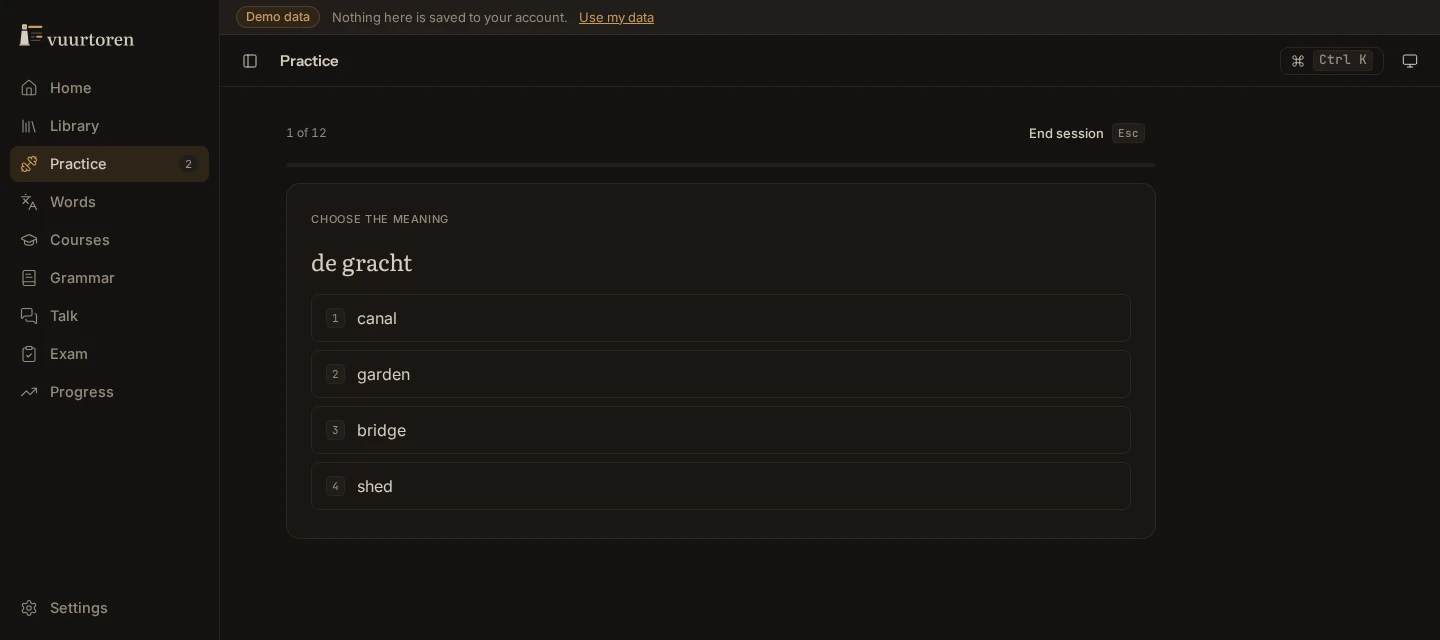 vuurtoren
Home
Library
Practice 2
Words
Courses
Grammar
Talk
Exam
Progress
Settings
Demo data Nothing here is saved to your account. Use my data
Practice
⌘ Ctrl K
1 of 12
End session Esc
CHOOSE THE MEANING
de gracht
1 canal
2 garden
3 bridge
4 shed